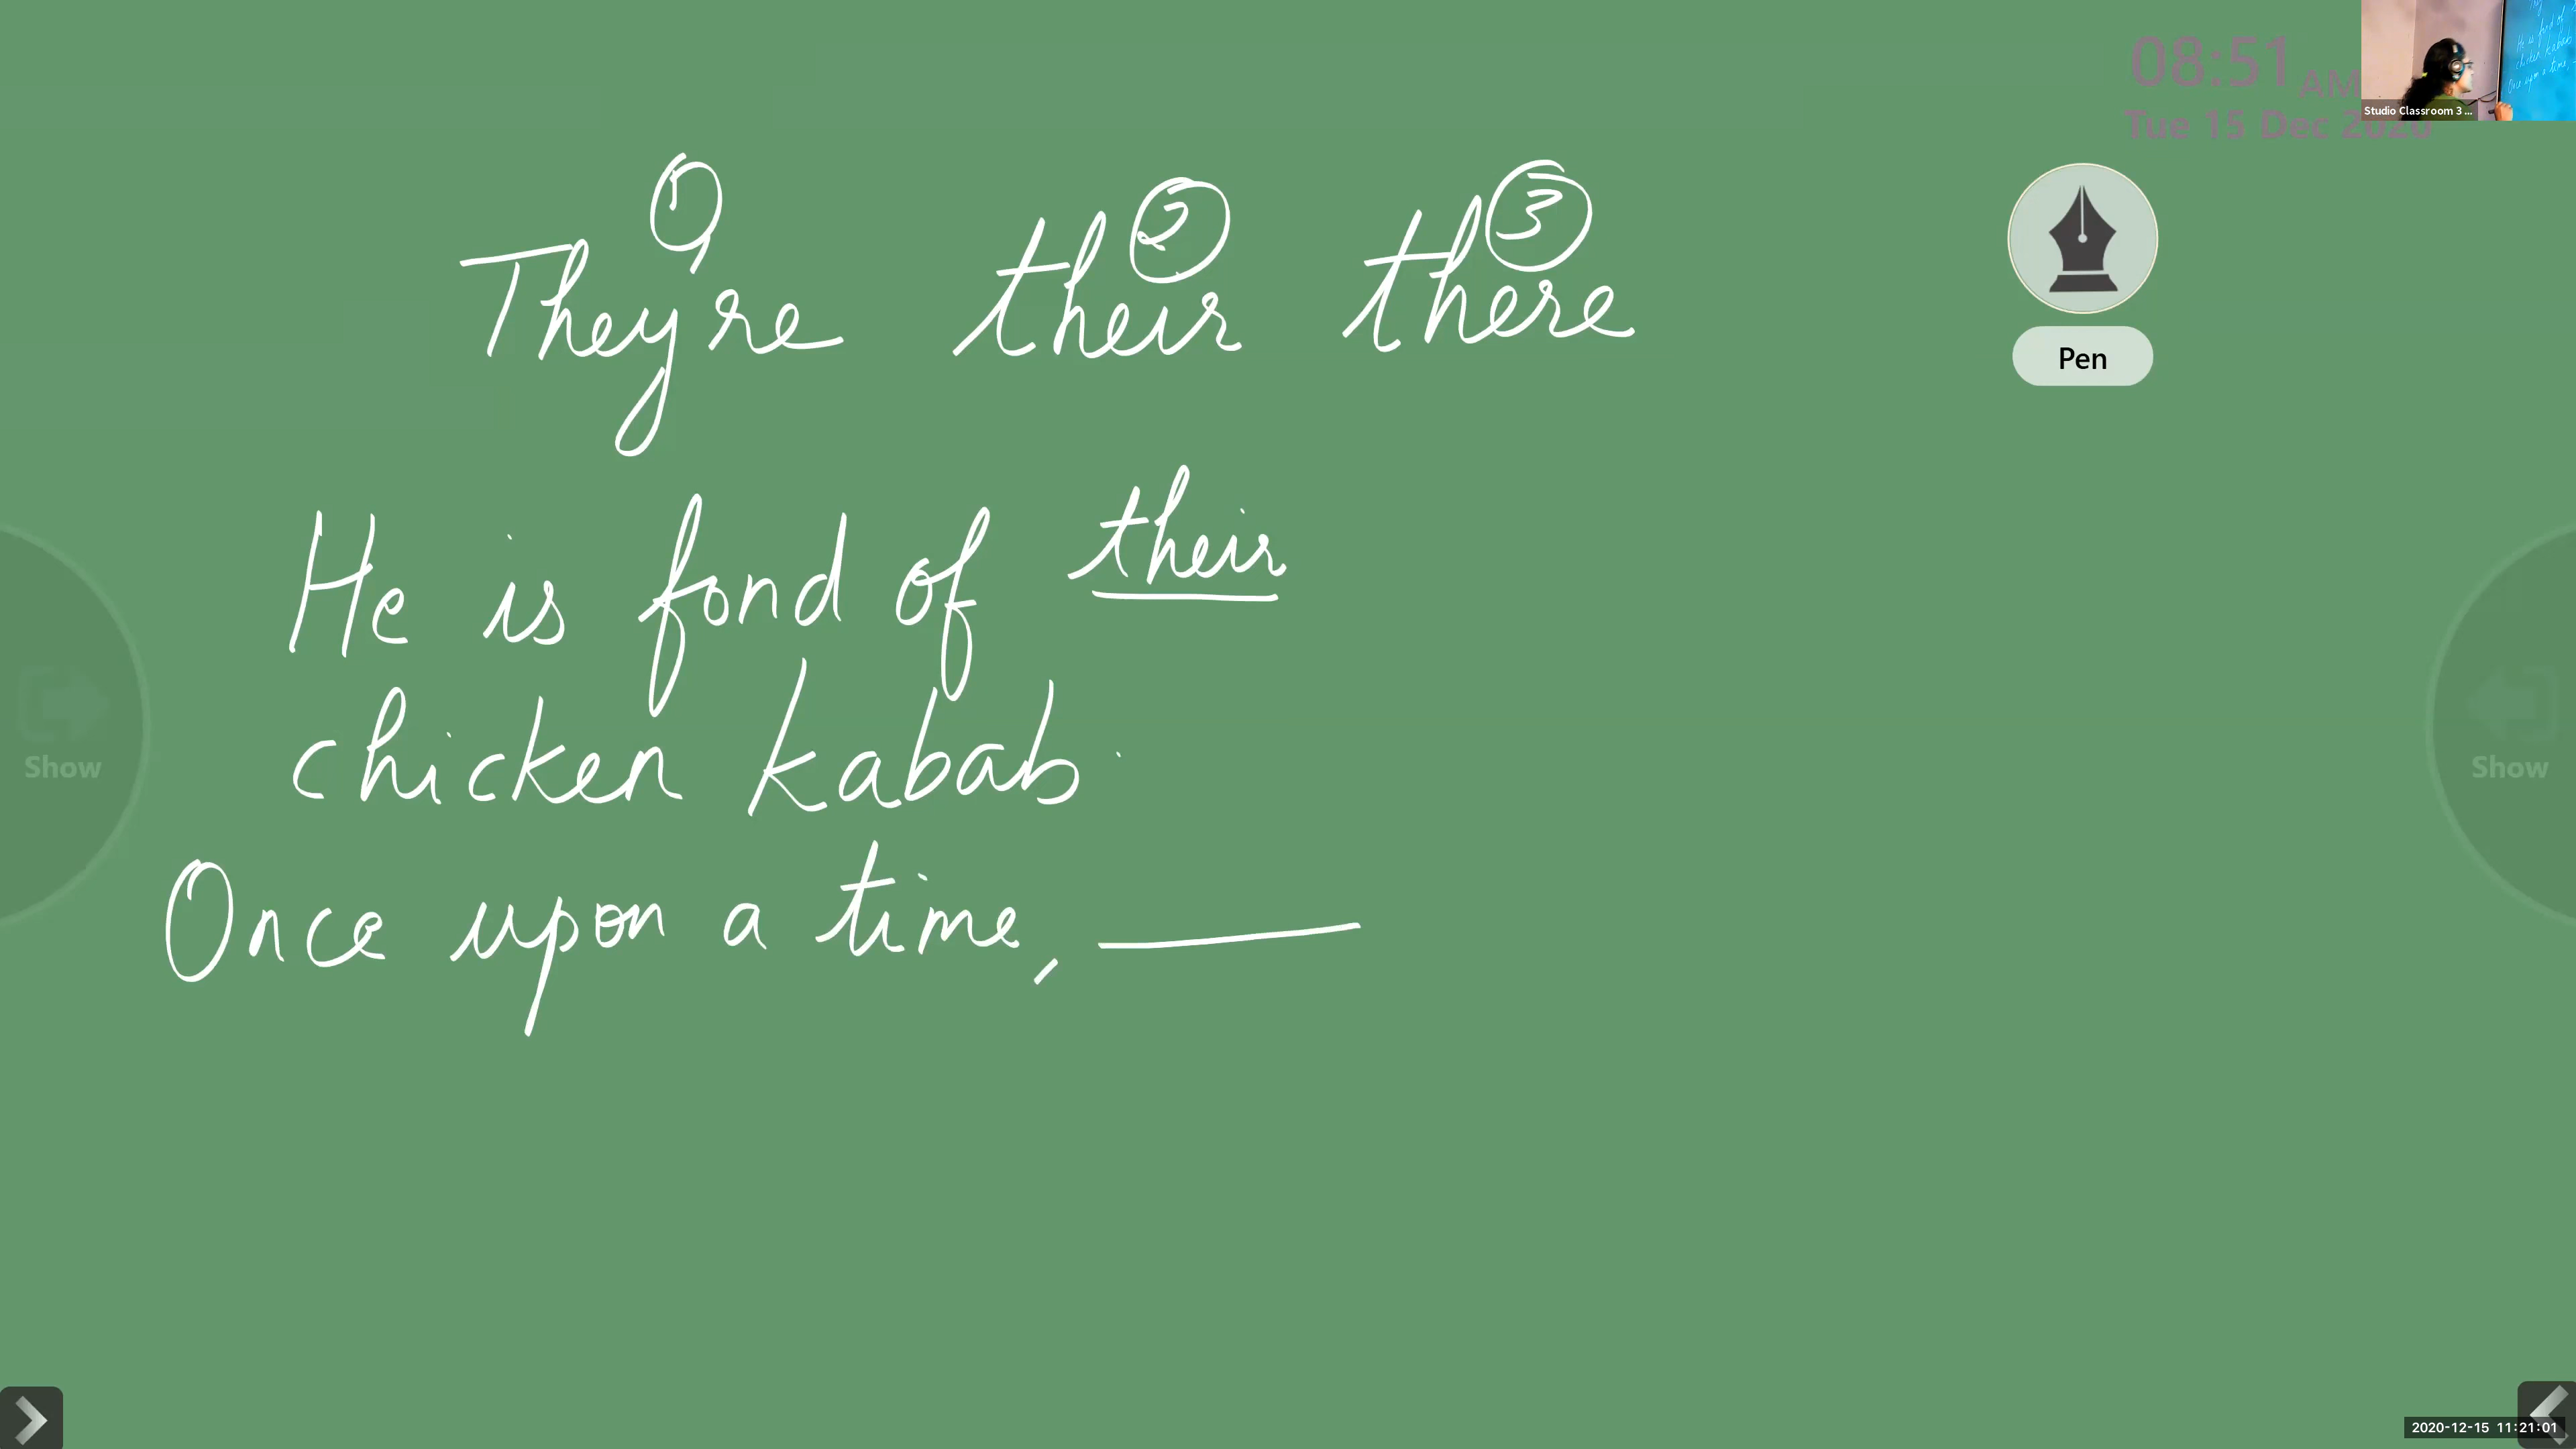 08:51 AM
Tue 15 Dec 2020
Studio Classroom 3 ...
① ② ③
They're their there
Pen
He is fond of their
chicken kabab.
Show
Show
Once upon a time, ______
2020-12-15 11:21:01